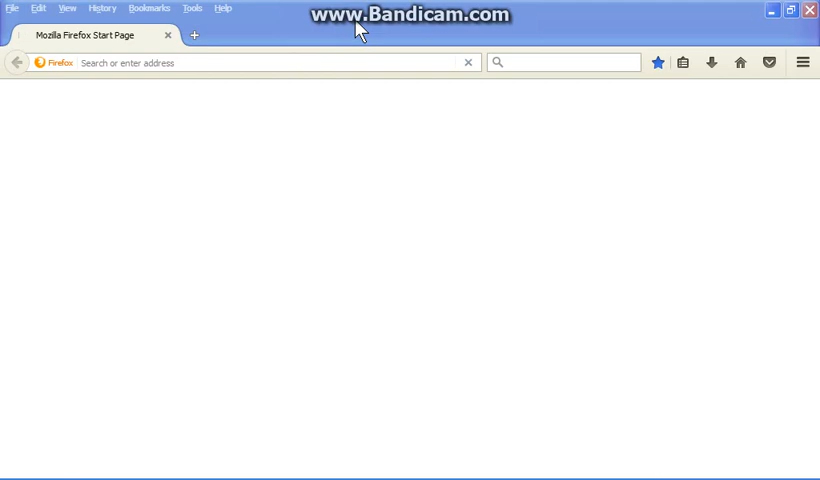 File Edit View History Bookmarks Tools Help
www.Bandicam.com
Mozilla Firefox Start Page
Firefox Search or enter address